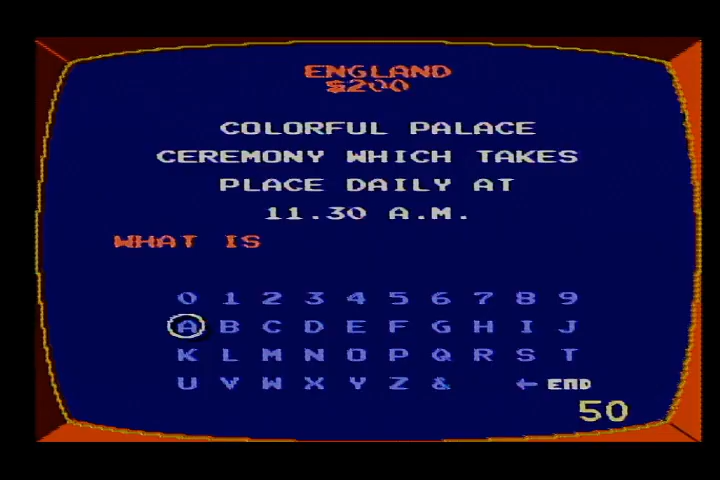 ENGLAND
$200
COLORFUL PALACE
CEREMONY WHICH TAKES
PLACE DAILY AT
11.30 A.M.
WHAT IS
0 1 2 3 4 5 6 7 8 9
A B C D E F G H I J
K L M N O P Q R S T
U V W X Y Z & ← END
50